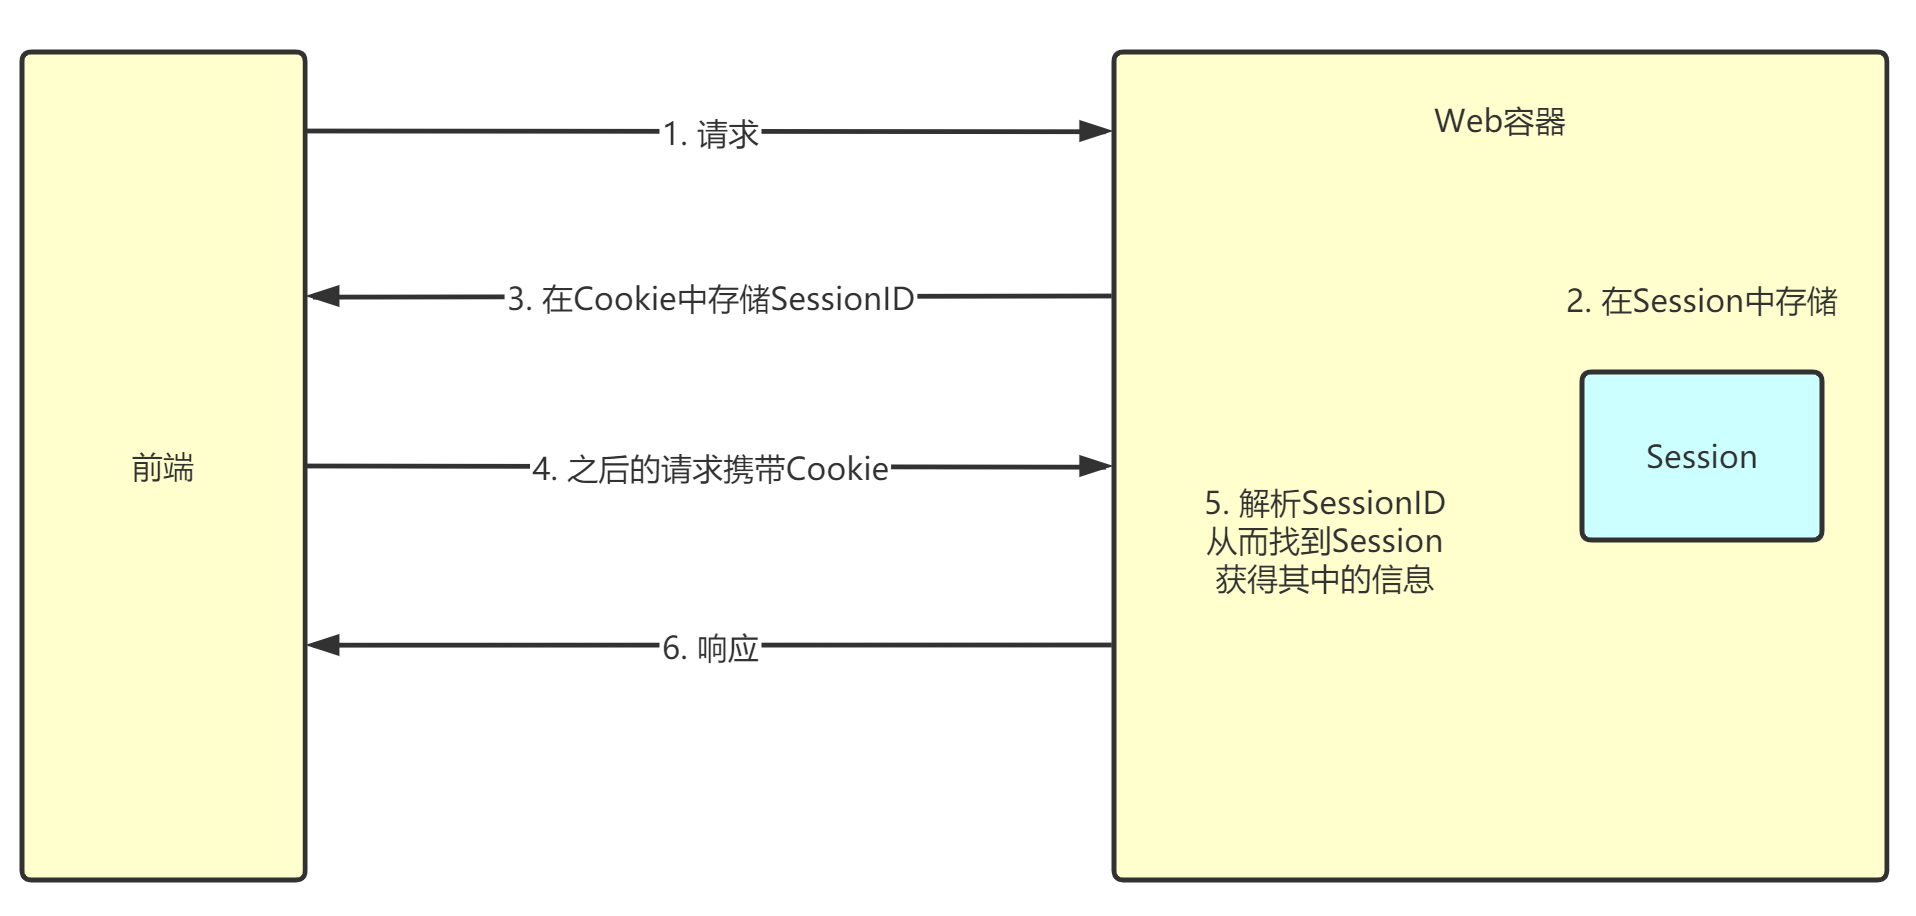 Web容器
1. 请求
2. 在Session中存储
3. 在Cookie中存储SessionID
Session
前端
4. 之后的请求携带Cookie
5. 解析SessionID
从而找到Session
获得其中的信息
6. 响应